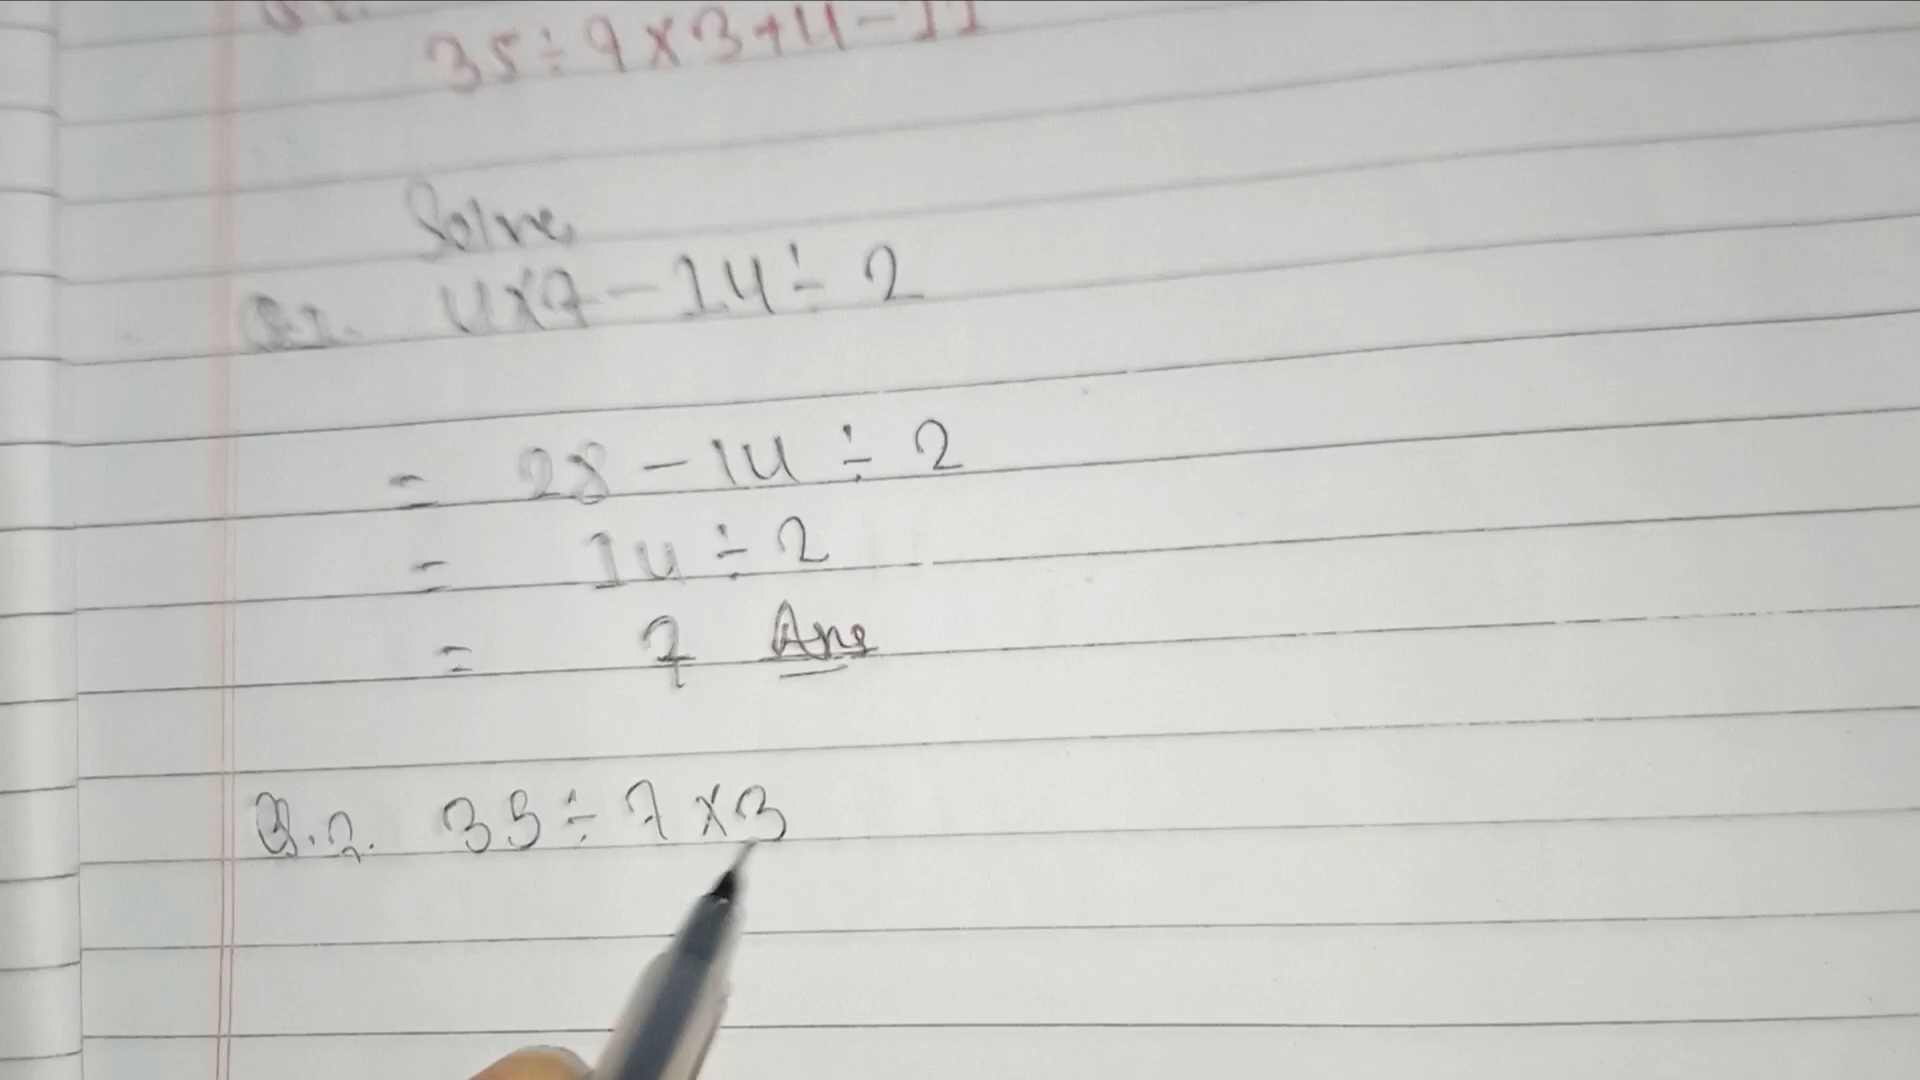 35÷7×3+4-11
Solve
Q.1. 4×7-14÷2
= 28-14÷2
= 14÷2
= 7 Ans
Q.2. 35÷7×3